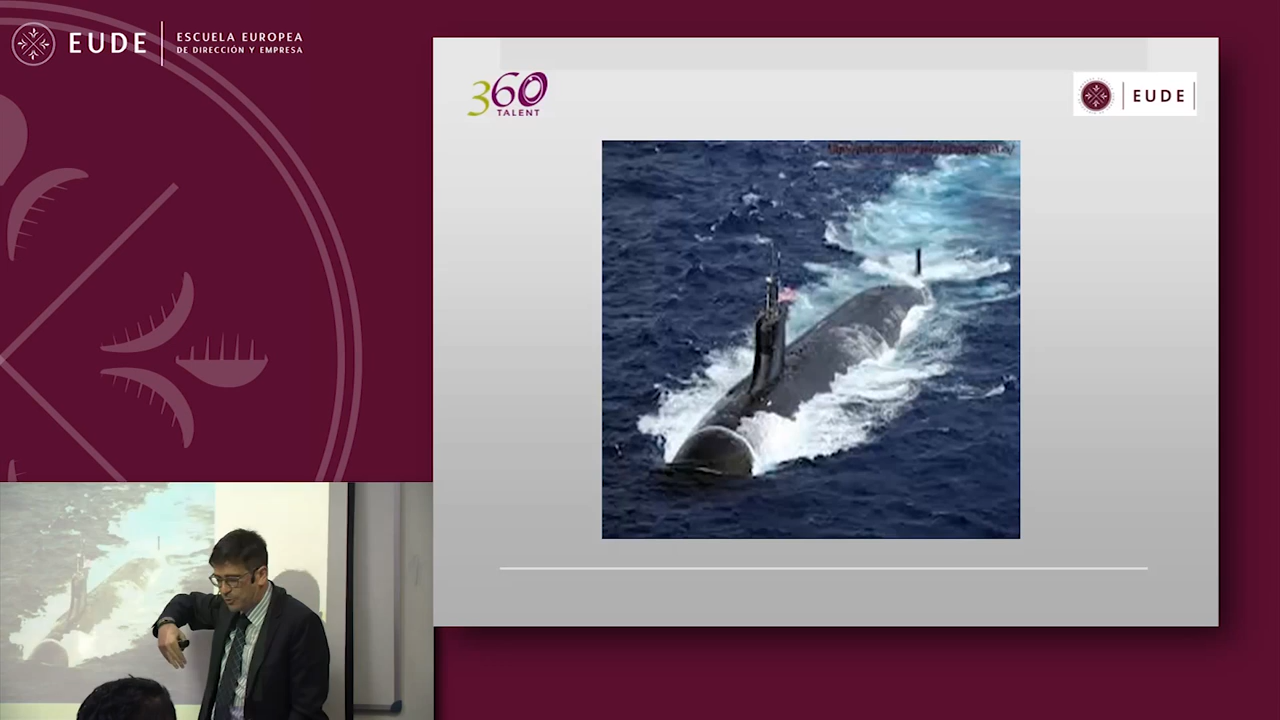 EUDE
ESCUELA EUROPEA
DE DIRECCIÓN Y EMPRESA
360
TALENT
EUDE